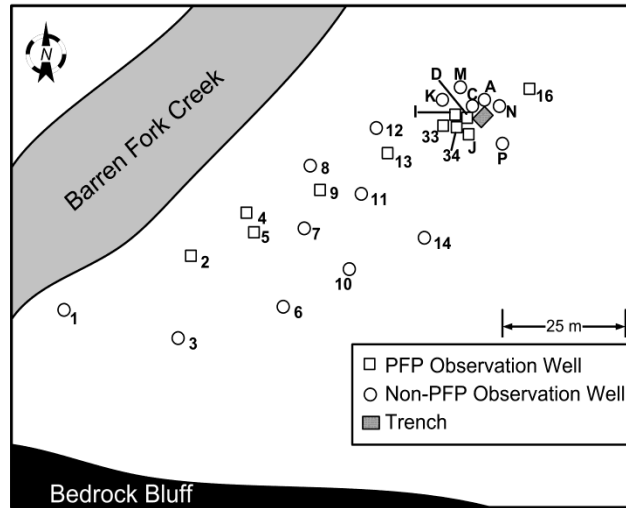 N
Barren Fork Creek
D
M
A
K
C
I
N
16
33
34
J
P
12
13
8
9
11
4
5
7
14
2
10
1
6
3
25 m
PFP Observation Well
Non-PFP Observation Well
Trench
Bedrock Bluff